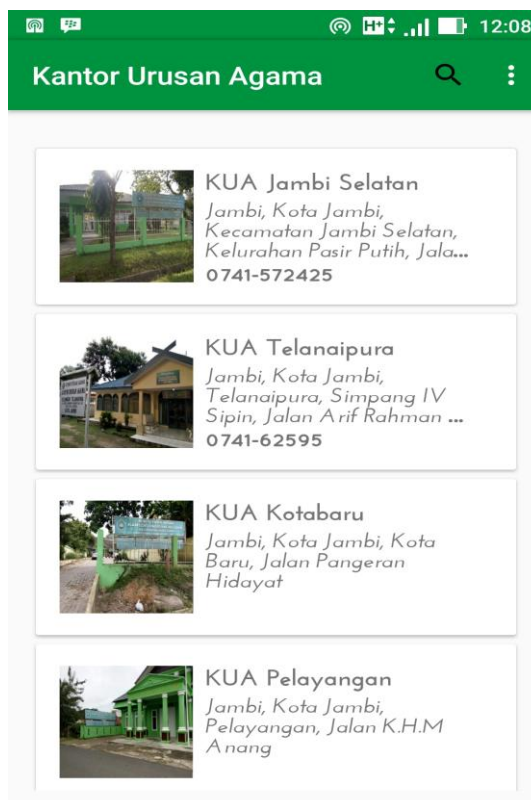 H+ 12:08
Kantor Urusan Agama
KUA Jambi Selatan
Jambi, Kota Jambi,
Kecamatan Jambi Selatan,
Kelurahan Pasir Putih, Jala...
0741-572425
KUA Telanaipura
Jambi, Kota Jambi,
Telanaipura, Simpang IV
Sipin, Jalan Arif Rahman ...
0741-62595
KUA Kotabaru
Jambi, Kota Jambi, Kota
Baru, Jalan Pangeran
Hidayat
KUA Pelayangan
Jambi, Kota Jambi,
Pelayangan, Jalan K.H.M
Anang